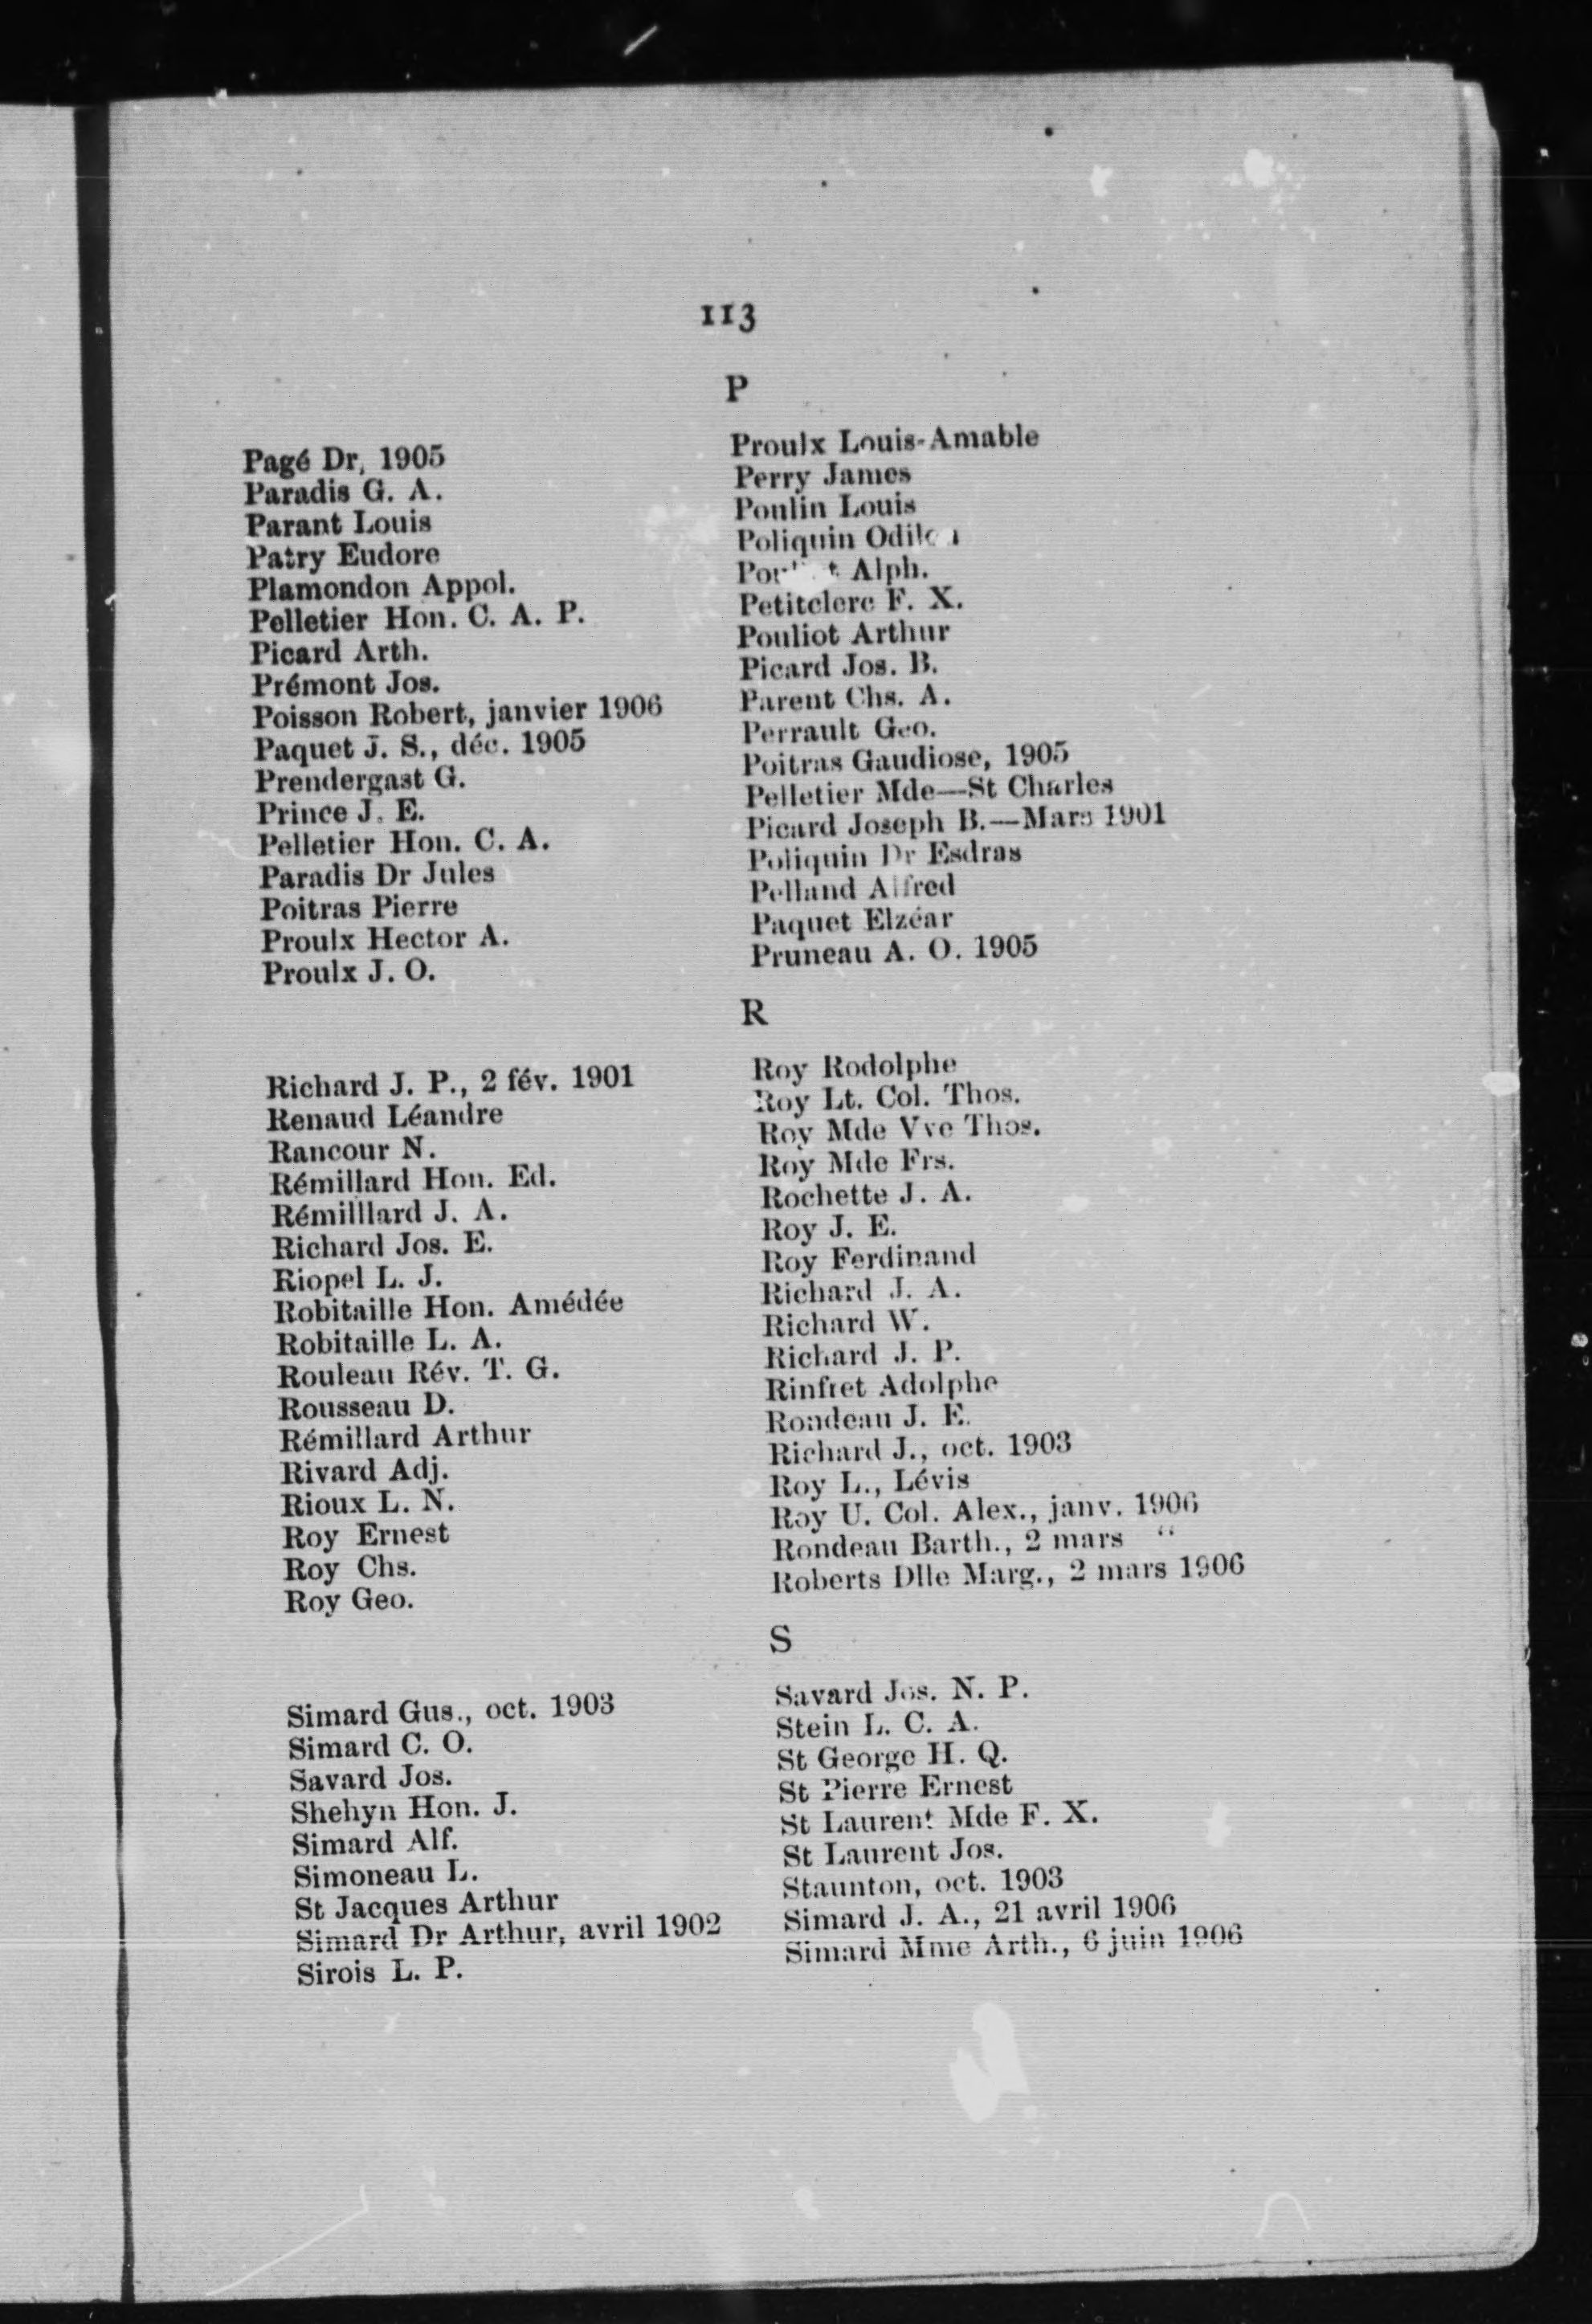 113
P
Pagé Dr, 1905
Paradis G. A.
Parant Louis
Patry Eudore
Plamondon Appol.
Pelletier Hon. C. A. P.
Picard Arth.
Prémont Jos.
Poisson Robert, janvier 1906
Paquet J. S., déc. 1905
Prendergast G.
Prince J. E.
Pelletier Hon. C. A.
Paradis Dr Jules
Poitras Pierre
Proulx Hector A.
Proulx J. O.
Proulx Louis-Amable
Perry James
Poulin Louis
Poliquin
Alph.
Petitclerc F. X.
Pouliot Arthur
Picard Jos. B.
Parent Chs. A.
Perrault Geo.
Poitras Gaudiose, 1905
Pelletier Mde—St Charles
Picard Joseph B.—Mars 1901
Poliquin Dr Esdras
Pelland Alfred
Paquet Elzéar
Pruneau A. O. 1905
R
Richard J. P., 2 fév. 1901
Renaud Léandre
Rancour N.
Rémillard Hon. Ed.
Rémilllard J. A.
Richard Jos. E.
Riopel L. J.
Robitaille Hon. Amédée
Robitaille L. A.
Rouleau Rév. T. G.
Rousseau D.
Rémillard Arthur
Rivard Adj.
Rioux L. N.
Roy Ernest
Roy Chs.
Roy Geo.
Roy Rodolphe
Roy Lt. Col. Thos.
Roy Mde Vve Thos.
Roy Mde Frs.
Rochette J. A.
Roy J. E.
Roy Ferdinand
Richard J. A.
Richard W.
Richard J. P.
Rinfret Adolphe
Rondeau J. E.
Richard J., oct. 1903
Roy L., Lévis
Roy U. Col. Alex., janv. 1906
Rondeau Barth., 2 mars “
Roberts Dlle Marg., 2 mars 1906
S
Simard Gus., oct. 1903
Simard C. O.
Savard Jos.
Shehyn Hon. J.
Simard Alf.
Simoneau L.
St Jacques Arthur
Simard Dr Arthur, avril 1902
Sirois L. P.
Savard Jos. N. P.
Stein L. C. A.
St George H. Q.
St Pierre Ernest
St Laurent Mde F. X.
St Laurent Jos.
Staunton, oct. 1903
Simard J. A., 21 avril 1906
Simard Mme Arth., 6 juin 1906